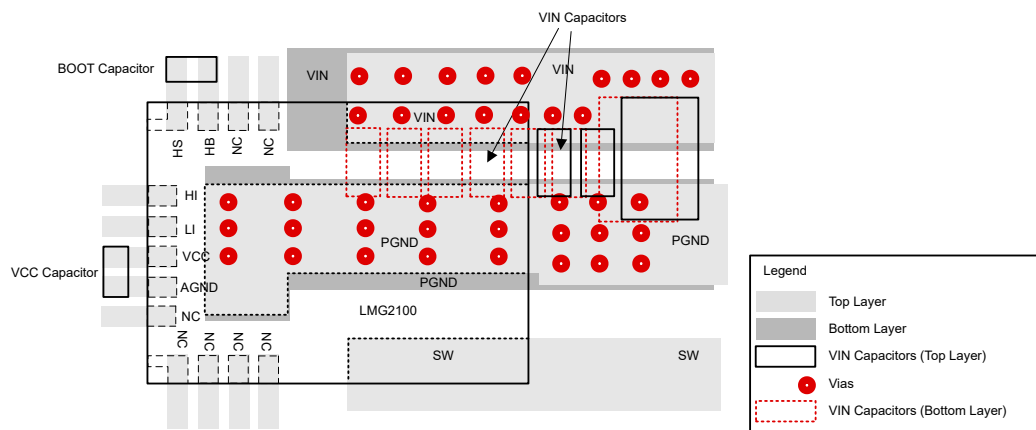 VIN Capacitors
BOOT Capacitor
VIN
VIN
VIN
HS
HB
NC
NC
HI
LI
VCC
AGND
NC
VCC Capacitor
PGND
PGND
PGND
LMG2100
NC
NC
NC
NC
SW
SW
Legend
Top Layer
Bottom Layer
VIN Capacitors (Top Layer)
Vias
VIN Capacitors (Bottom Layer)